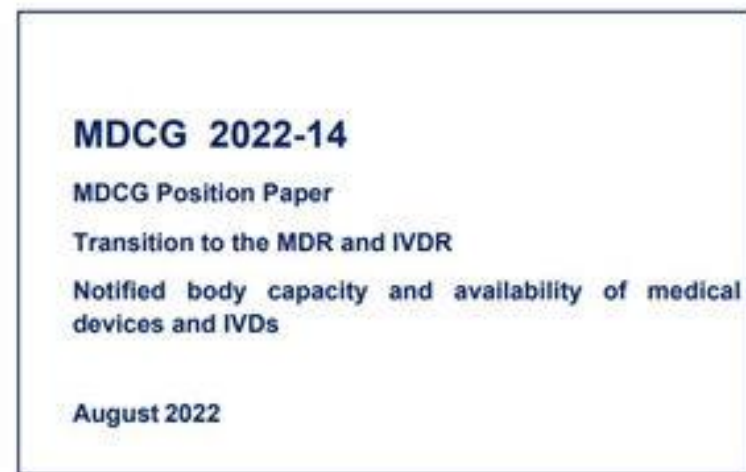 MDCG 2022-14
MDCG Position Paper
Transition to the MDR and IVDR
Notified body capacity and availability of medical
devices and IVDs
August 2022